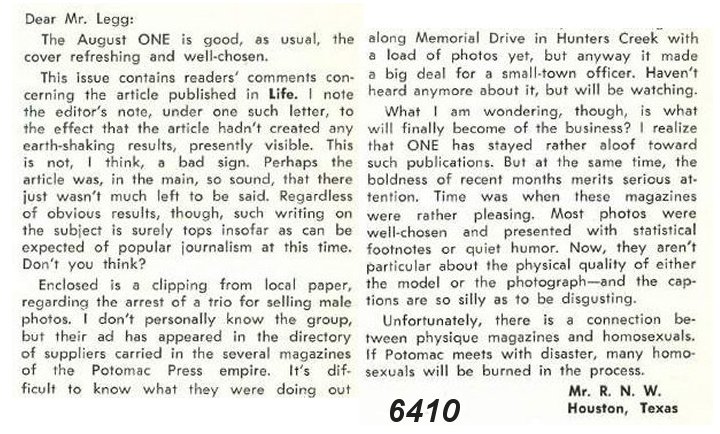 Dear Mr. Legg:
The August ONE is good, as usual, the
cover refreshing and well-chosen.
This issue contains readers' comments con-
cerning the article published in Life. I note
the editor's note, under one such letter, to
the effect that the article hadn't created any
earth-shaking results, presently visible. This
is not, I think, a bad sign. Perhaps the
article was, in the main, so sound, that there
just wasn't much left to be said. Regardless
of obvious results, though, such writing on
the subject is surely tops insofar as can be
expected of popular journalism at this time.
Don't you think?
Enclosed is a clipping from local paper,
regarding the arrest of a trio for selling male
photos. I don't personally know the group,
but their ad has appeared in the directory
of suppliers carried in the several magazines
of the Potomac Press empire. It's dif-
ficult to know what they were doing out
along Memorial Drive in Hunters Creek with
a load of photos yet, but anyway it made
a big deal for a small-town officer. Haven't
heard anymore about it, but will be watching.
What I am wondering, though, is what
will finally become of the business? I realize
that ONE has stayed rather aloof toward
such publications. But at the same time, the
boldness of recent months merits serious at-
tention. Time was when these magazines
were rather pleasing. Most photos were
well-chosen and presented with statistical
footnotes or quiet humor. Now, they aren't
particular about the physical quality of either
the model or the photograph—and the cap-
tions are so silly as to be disgusting.
Unfortunately, there is a connection be-
tween physique magazines and homosexuals.
If Potomac meets with disaster, many homo-
sexuals will be burned in the process.
Mr. R. N. W.
Houston, Texas
6410